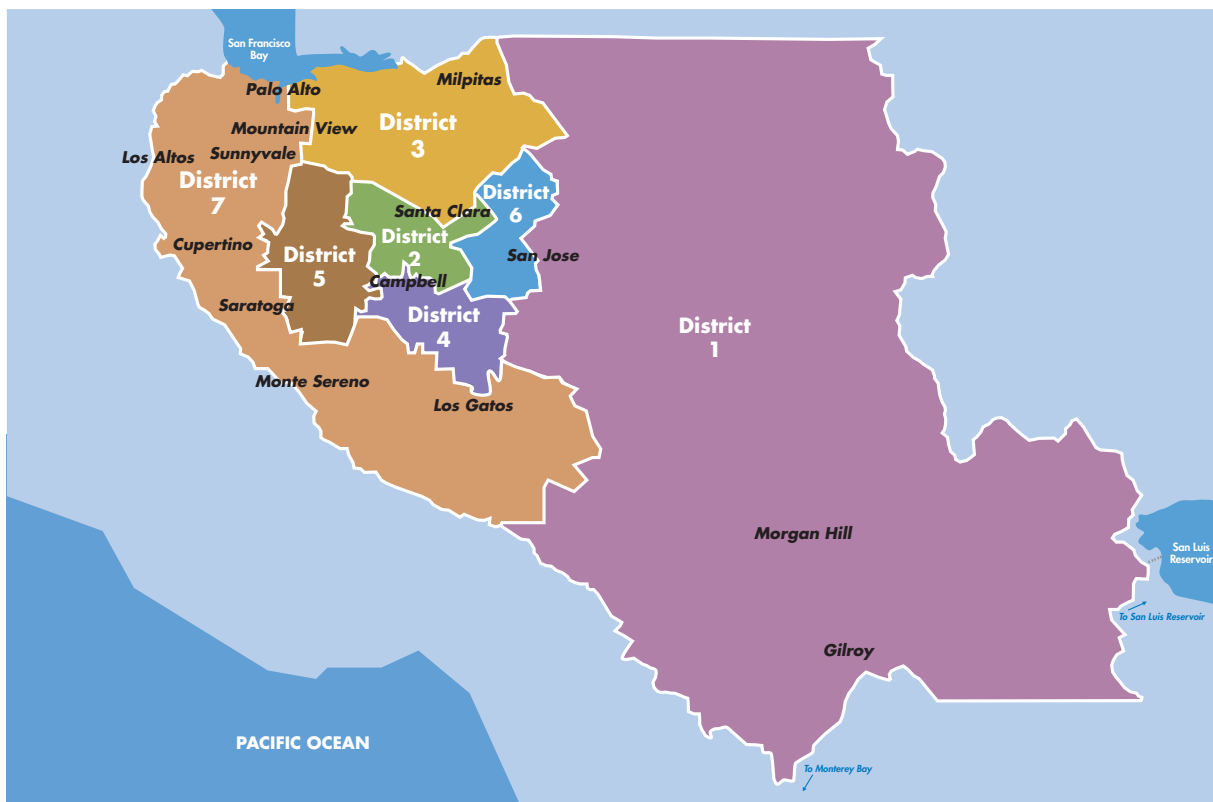 San Francisco
Bay
Palo Alto
Milpitas
Mountain View
District
3
Los Altos
Sunnyvale
District
7
District
6
Santa Clara
Cupertino
District
5
District
2
San Jose
Campbell
Saratoga
District
4
District
1
Monte Sereno
Los Gatos
Morgan Hill
San Luis
Reservoir
To San Luis Reservoir
Gilroy
PACIFIC OCEAN
To Monterey Bay